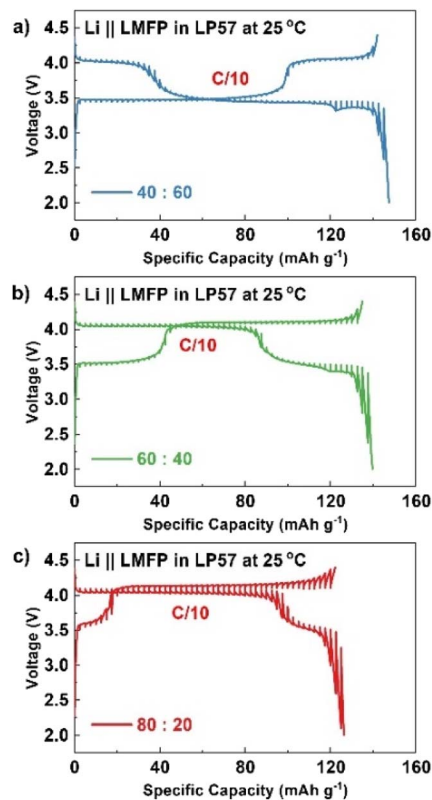 a)
Li || LMFP in LP57 at 25 °C
4.5
4.0
3.5
3.0
2.5
2.0
Voltage (V)
C/10
40 : 60
0 40 80 120 160
Specific Capacity (mAh g⁻¹)
b)
Li || LMFP in LP57 at 25 °C
4.5
4.0
3.5
3.0
2.5
2.0
Voltage (V)
C/10
60 : 40
0 40 80 120 160
Specific Capacity (mAh g⁻¹)
c)
Li || LMFP in LP57 at 25 °C
4.5
4.0
3.5
3.0
2.5
2.0
Voltage (V)
C/10
80 : 20
0 40 80 120 160
Specific Capacity (mAh g⁻¹)